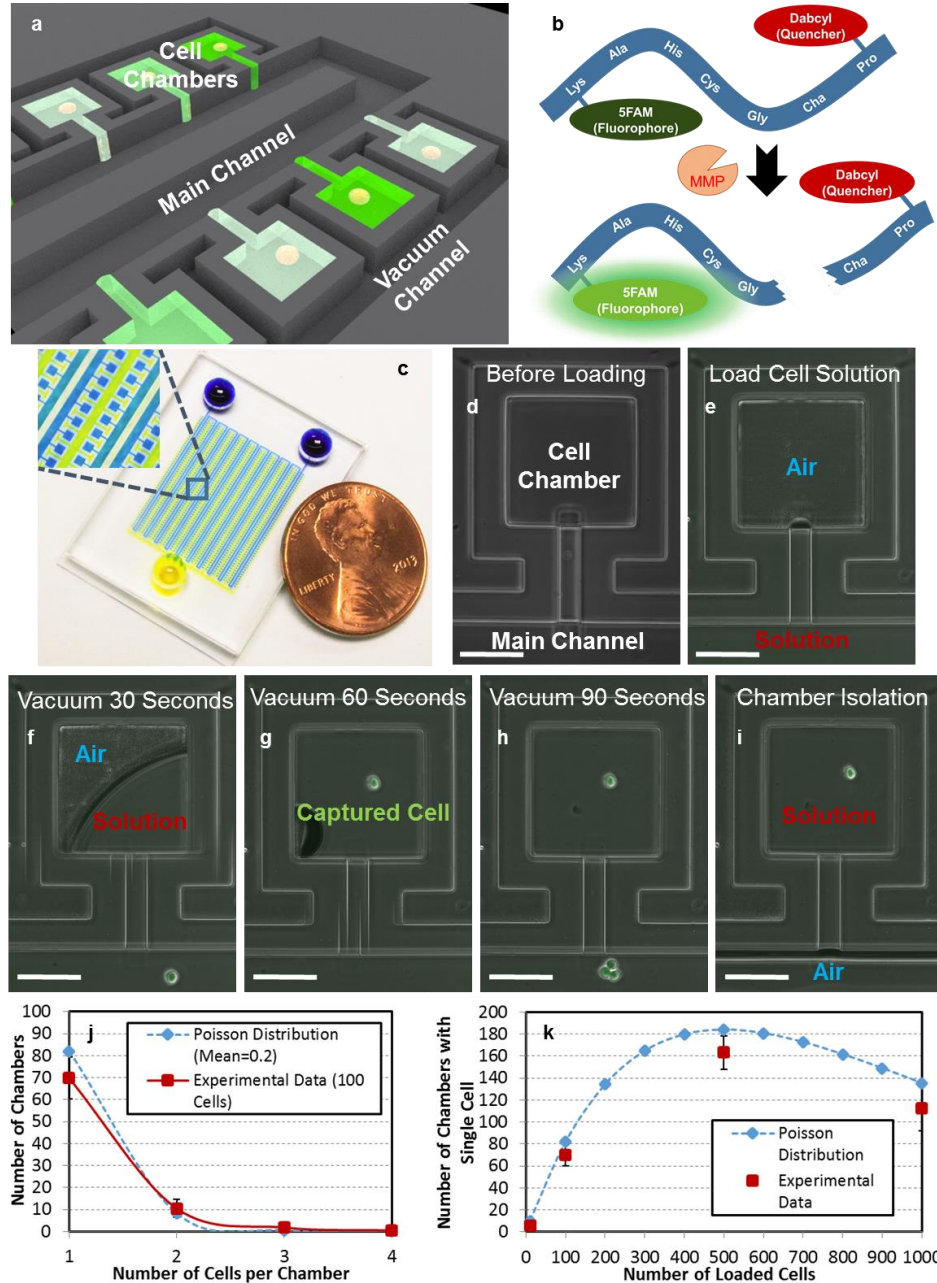 a
Cell
Chambers
Main Channel
Vacuum
Channel
b
Dabcyl
(Quencher)
Lys
Ala
His
Cys
Gly
Cha
Pro
5FAM
(Fluorophore)
MMP
Dabcyl
(Quencher)
Lys
Ala
His
Cys
Gly
Cha
Pro
5FAM
(Fluorophore)
c
IN GOD WE TRUST
LIBERTY
2013
Before Loading
d
Cell
Chamber
Main Channel
Load Cell Solution
e
Air
Solution
Vacuum 30 Seconds
f
Air
Solution
Vacuum 60 Seconds
g
Captured Cell
Vacuum 90 Seconds
h
Chamber Isolation
i
Solution
Air
j
Number of Chambers
100
90
80
70
60
50
40
30
20
10
0
Poisson Distribution
(Mean=0.2)
Experimental Data (100
Cells)
1 2 3 4
Number of Cells per Chamber
k
Number of Chambers with
Single Cell
200
180
160
140
120
100
80
60
40
20
0
Poisson
Distribution
Experimental
Data
0 100 200 300 400 500 600 700 800 900 1000
Number of Loaded Cells